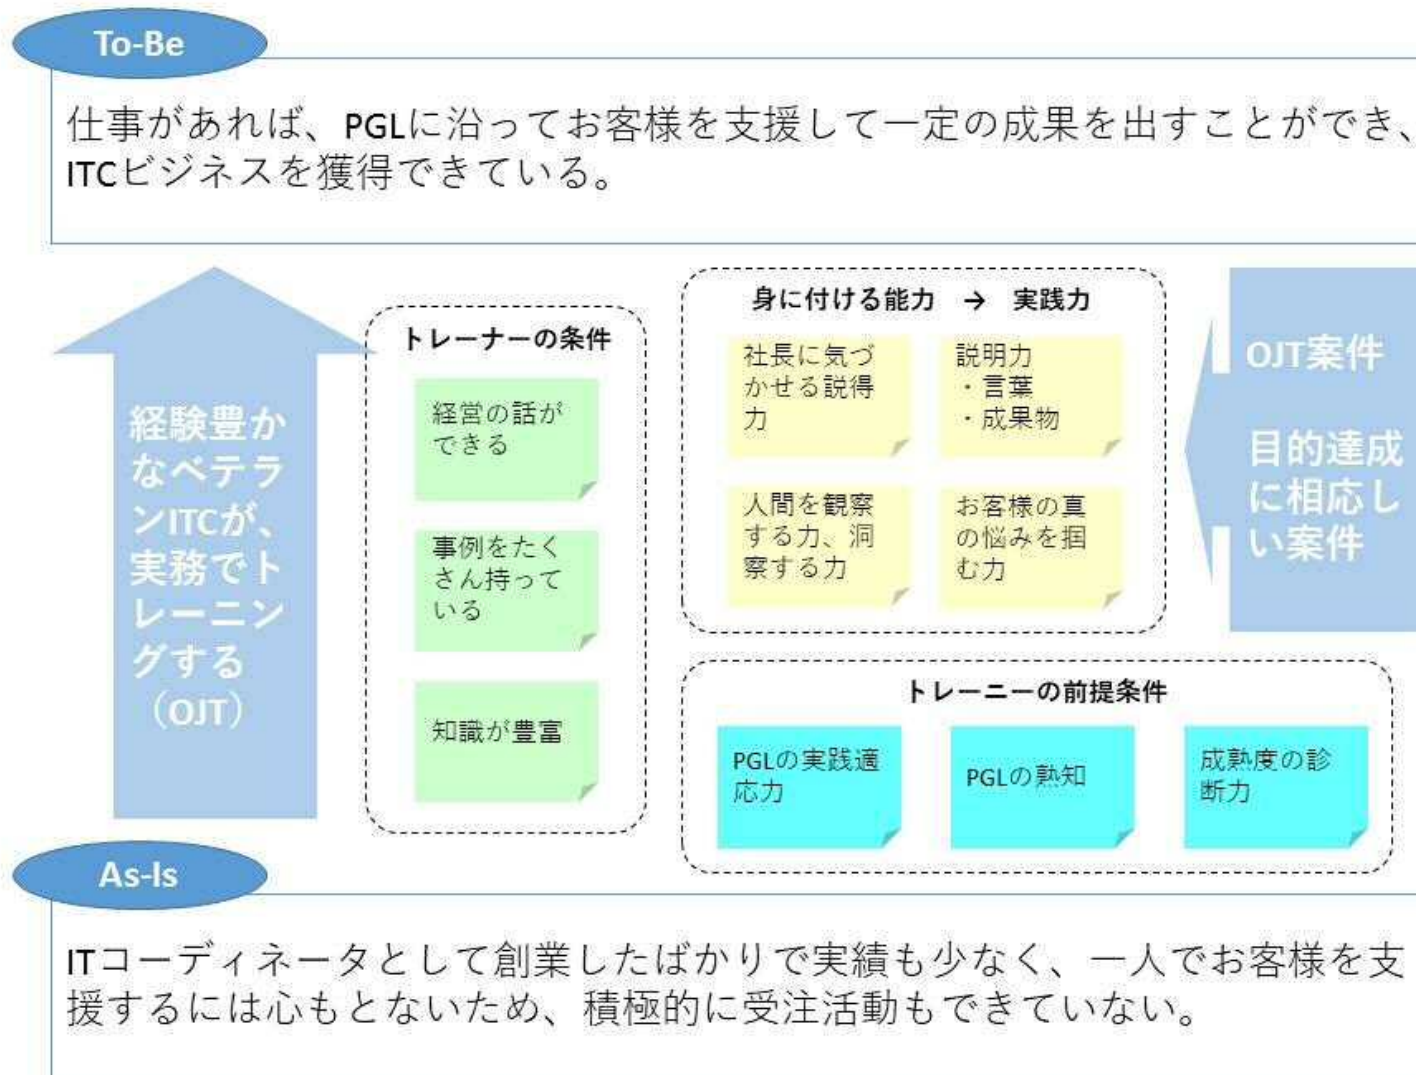 To-Be
仕事があれば、PGLに沿ってお客様を支援して一定の成果を出すことができ、
ITCビジネスを獲得できている。
経験豊か
なベテラ
ンITCが、
実務でト
レーニン
グする
（OJT）
トレーナーの条件
経営の話が
できる
事例をたく
さん持って
いる
知識が豊富
身に付ける能力 → 実践力
社長に気づ
かせる説得
力
説明力
・言葉
・成果物
人間を観察
する力、洞
察する力
お客様の真
の悩みを掴
む力
OJT案件
目的達成
に相応し
い案件
トレーニーの前提条件
PGLの実践適
応力
PGLの熟知
成熟度の診
断力
As-Is
ITコーディネータとして創業したばかりで実績も少なく、一人でお客様を支
援するには心もとないため、積極的に受注活動もできていない。